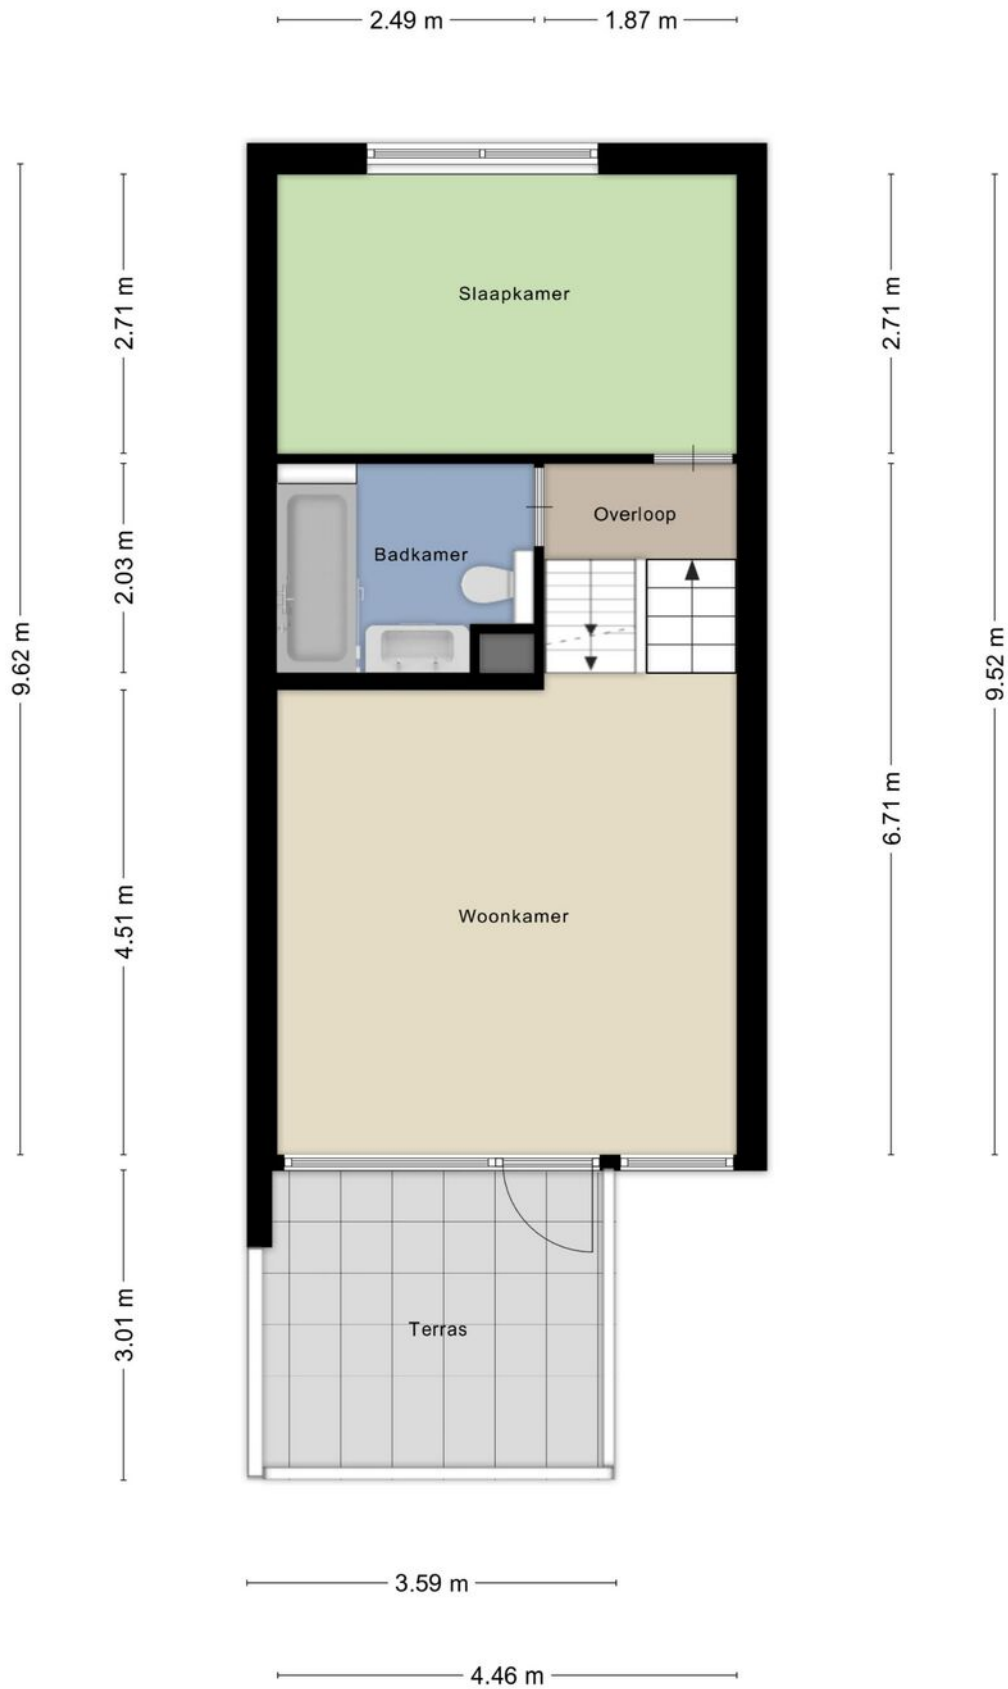 2.49 m
1.87 m
Slaapkamer
2.71 m
2.71 m
Overloop
Badkamer
2.03 m
9.62 m
9.52 m
6.71 m
Woonkamer
4.51 m
Terras
3.01 m
3.59 m
4.46 m